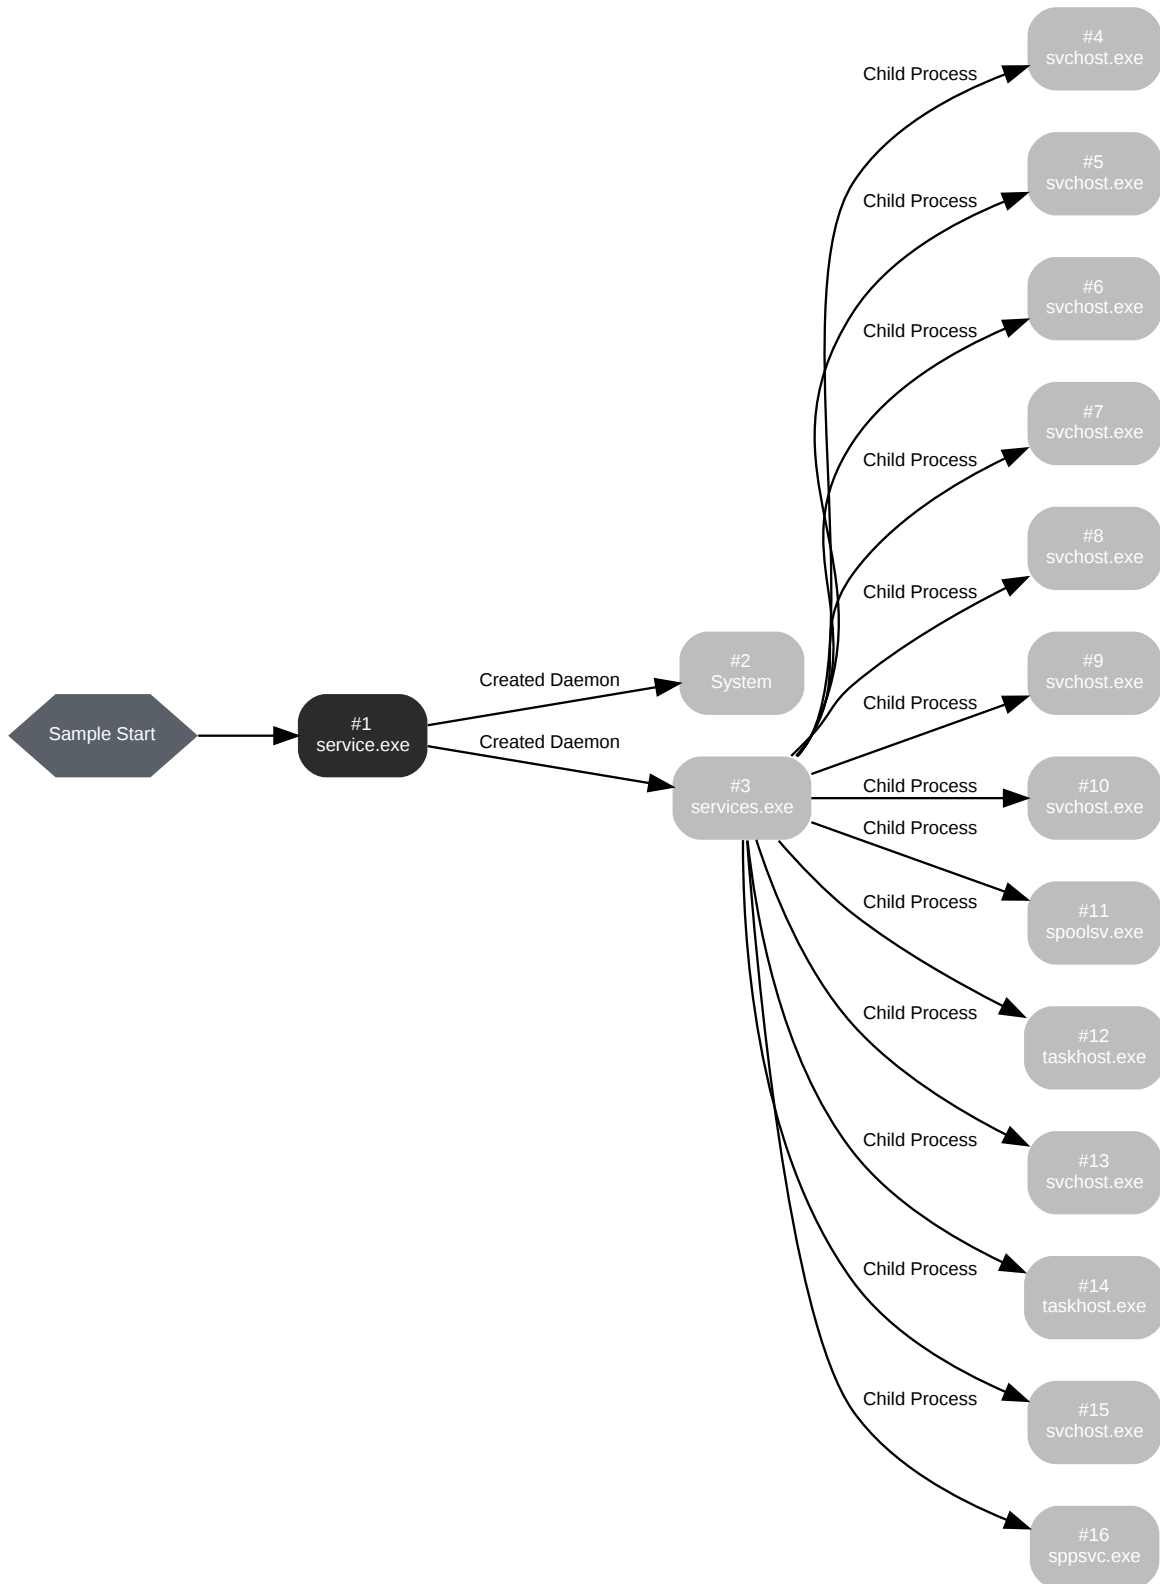 Sample Start
#1
service.exe
Created Daemon
Created Daemon
#2
System
#3
services.exe
Child Process
#4
svchost.exe
Child Process
#5
svchost.exe
Child Process
#6
svchost.exe
Child Process
#7
svchost.exe
Child Process
#8
svchost.exe
Child Process
#9
svchost.exe
Child Process
#10
svchost.exe
Child Process
#11
spoolsv.exe
Child Process
#12
taskhost.exe
Child Process
#13
svchost.exe
Child Process
#14
taskhost.exe
Child Process
#15
svchost.exe
Child Process
#16
sppsvc.exe